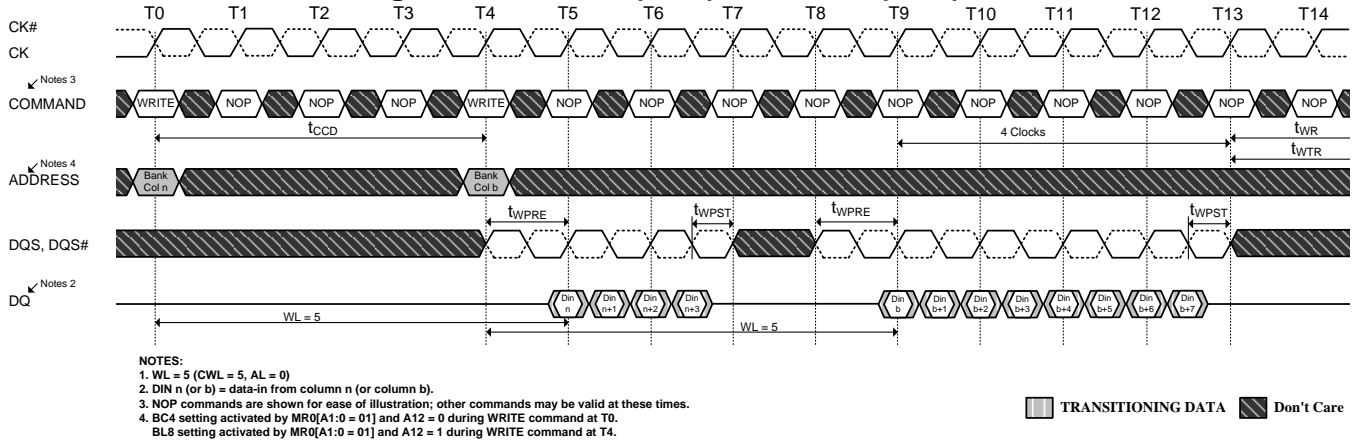 T0 T1 T2 T3 T4 T5 T6 T7 T8 T9 T10 T11 T12 T13 T14
CK#
CK
Notes 3
COMMAND
WRITE NOP NOP NOP WRITE NOP NOP NOP NOP NOP NOP NOP NOP NOP NOP
tCCD
4 Clocks
tWR
tWTR
Notes 4
ADDRESS
Bank Bank
Col n Col b
tWPRE tWPST tWPRE tWPST
DQS, DQS#
Notes 2
DQ
Din Din Din Din Din Din Din Din Din Din Din Din
n n+1 n+2 n+3 b b+1 b+2 b+3 b+4 b+5 b+6 b+7
WL = 5
WL = 5
NOTES:
1. WL = 5 (CWL = 5, AL = 0)
2. DIN n (or b) = data-in from column n (or column b).
3. NOP commands are shown for ease of illustration; other commands may be valid at these times.
4. BC4 setting activated by MR0[A1:0 = 01] and A12 = 0 during WRITE command at T0.
BL8 setting activated by MR0[A1:0 = 01] and A12 = 1 during WRITE command at T4.
TRANSITIONING DATA Don't Care